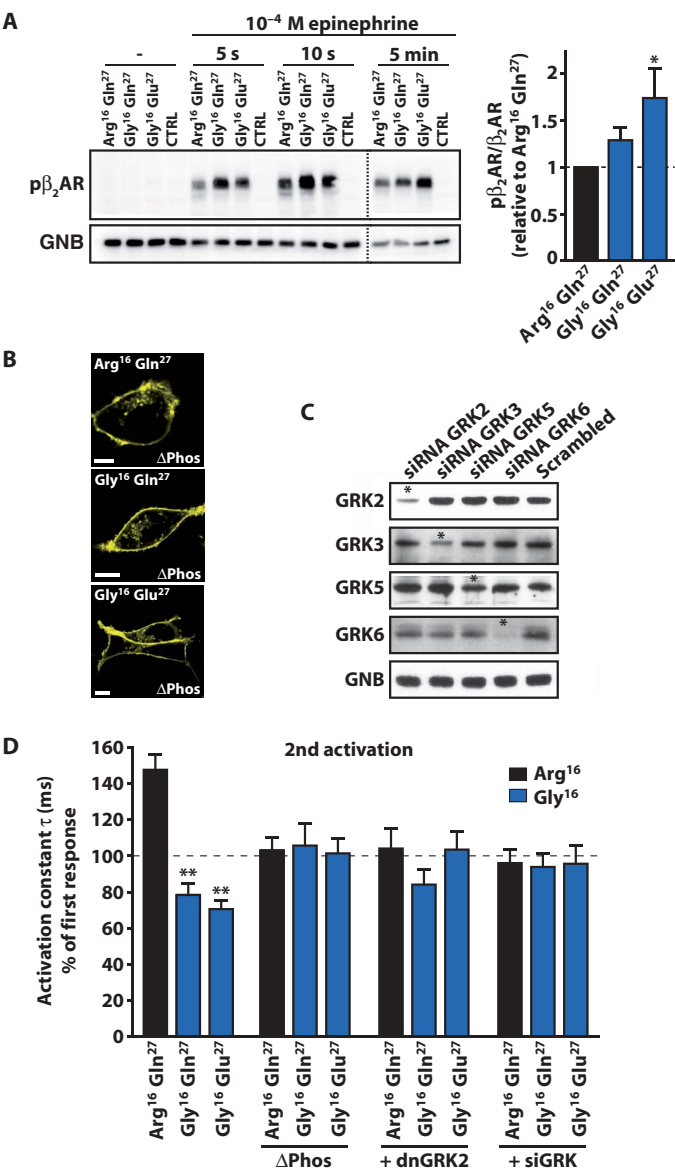 A
10⁻⁴ M epinephrine
-
5 s
10 s
5 min
Arg¹⁶ Gln²⁷
Gly¹⁶ Gln²⁷
Gly¹⁶ Glu²⁷
CTRL
Arg¹⁶ Gln²⁷
Gly¹⁶ Gln²⁷
Gly¹⁶ Glu²⁷
CTRL
Arg¹⁶ Gln²⁷
Gly¹⁶ Gln²⁷
Gly¹⁶ Glu²⁷
CTRL
Arg¹⁶ Gln²⁷
Gly¹⁶ Gln²⁷
Gly¹⁶ Glu²⁷
CTRL
pβ₂AR
GNB
pβ₂AR/β₂AR
(relative to Arg¹⁶ Gln²⁷)
2
1.5
1
0.5
0
*
Arg¹⁶ Gln²⁷
Gly¹⁶ Gln²⁷
Gly¹⁶ Glu²⁷
B
Arg¹⁶ Gln²⁷
ΔPhos
Gly¹⁶ Gln²⁷
ΔPhos
Gly¹⁶ Glu²⁷
ΔPhos
C
siRNA GRK2
siRNA GRK3
siRNA GRK5
siRNA GRK6
Scrambled
*
GRK2
*
GRK3
*
GRK5
*
GRK6
GNB
D
2nd activation
Arg¹⁶
Gly¹⁶
Activation constant τ (ms)
% of first response
160
140
120
100
80
60
40
20
0
**
**
Arg¹⁶ Gln²⁷
Gly¹⁶ Gln²⁷
Gly¹⁶ Glu²⁷
Arg¹⁶ Gln²⁷
Gly¹⁶ Gln²⁷
Gly¹⁶ Glu²⁷
Arg¹⁶ Gln²⁷
Gly¹⁶ Gln²⁷
Gly¹⁶ Glu²⁷
Arg¹⁶ Gln²⁷
Gly¹⁶ Gln²⁷
Gly¹⁶ Glu²⁷
ΔPhos
+ dnGRK2
+ siGRK